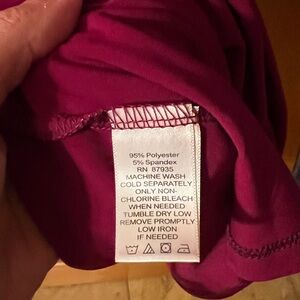 95% Polyester
5% Spandex
RN 87935
MACHINE WASH
COLD SEPARATELY
ONLY NON-
CHLORINE BLEACH
WHEN NEEDED
TUMBLE DRY LOW
REMOVE PROMPTLY
LOW IRON
IF NEEDED